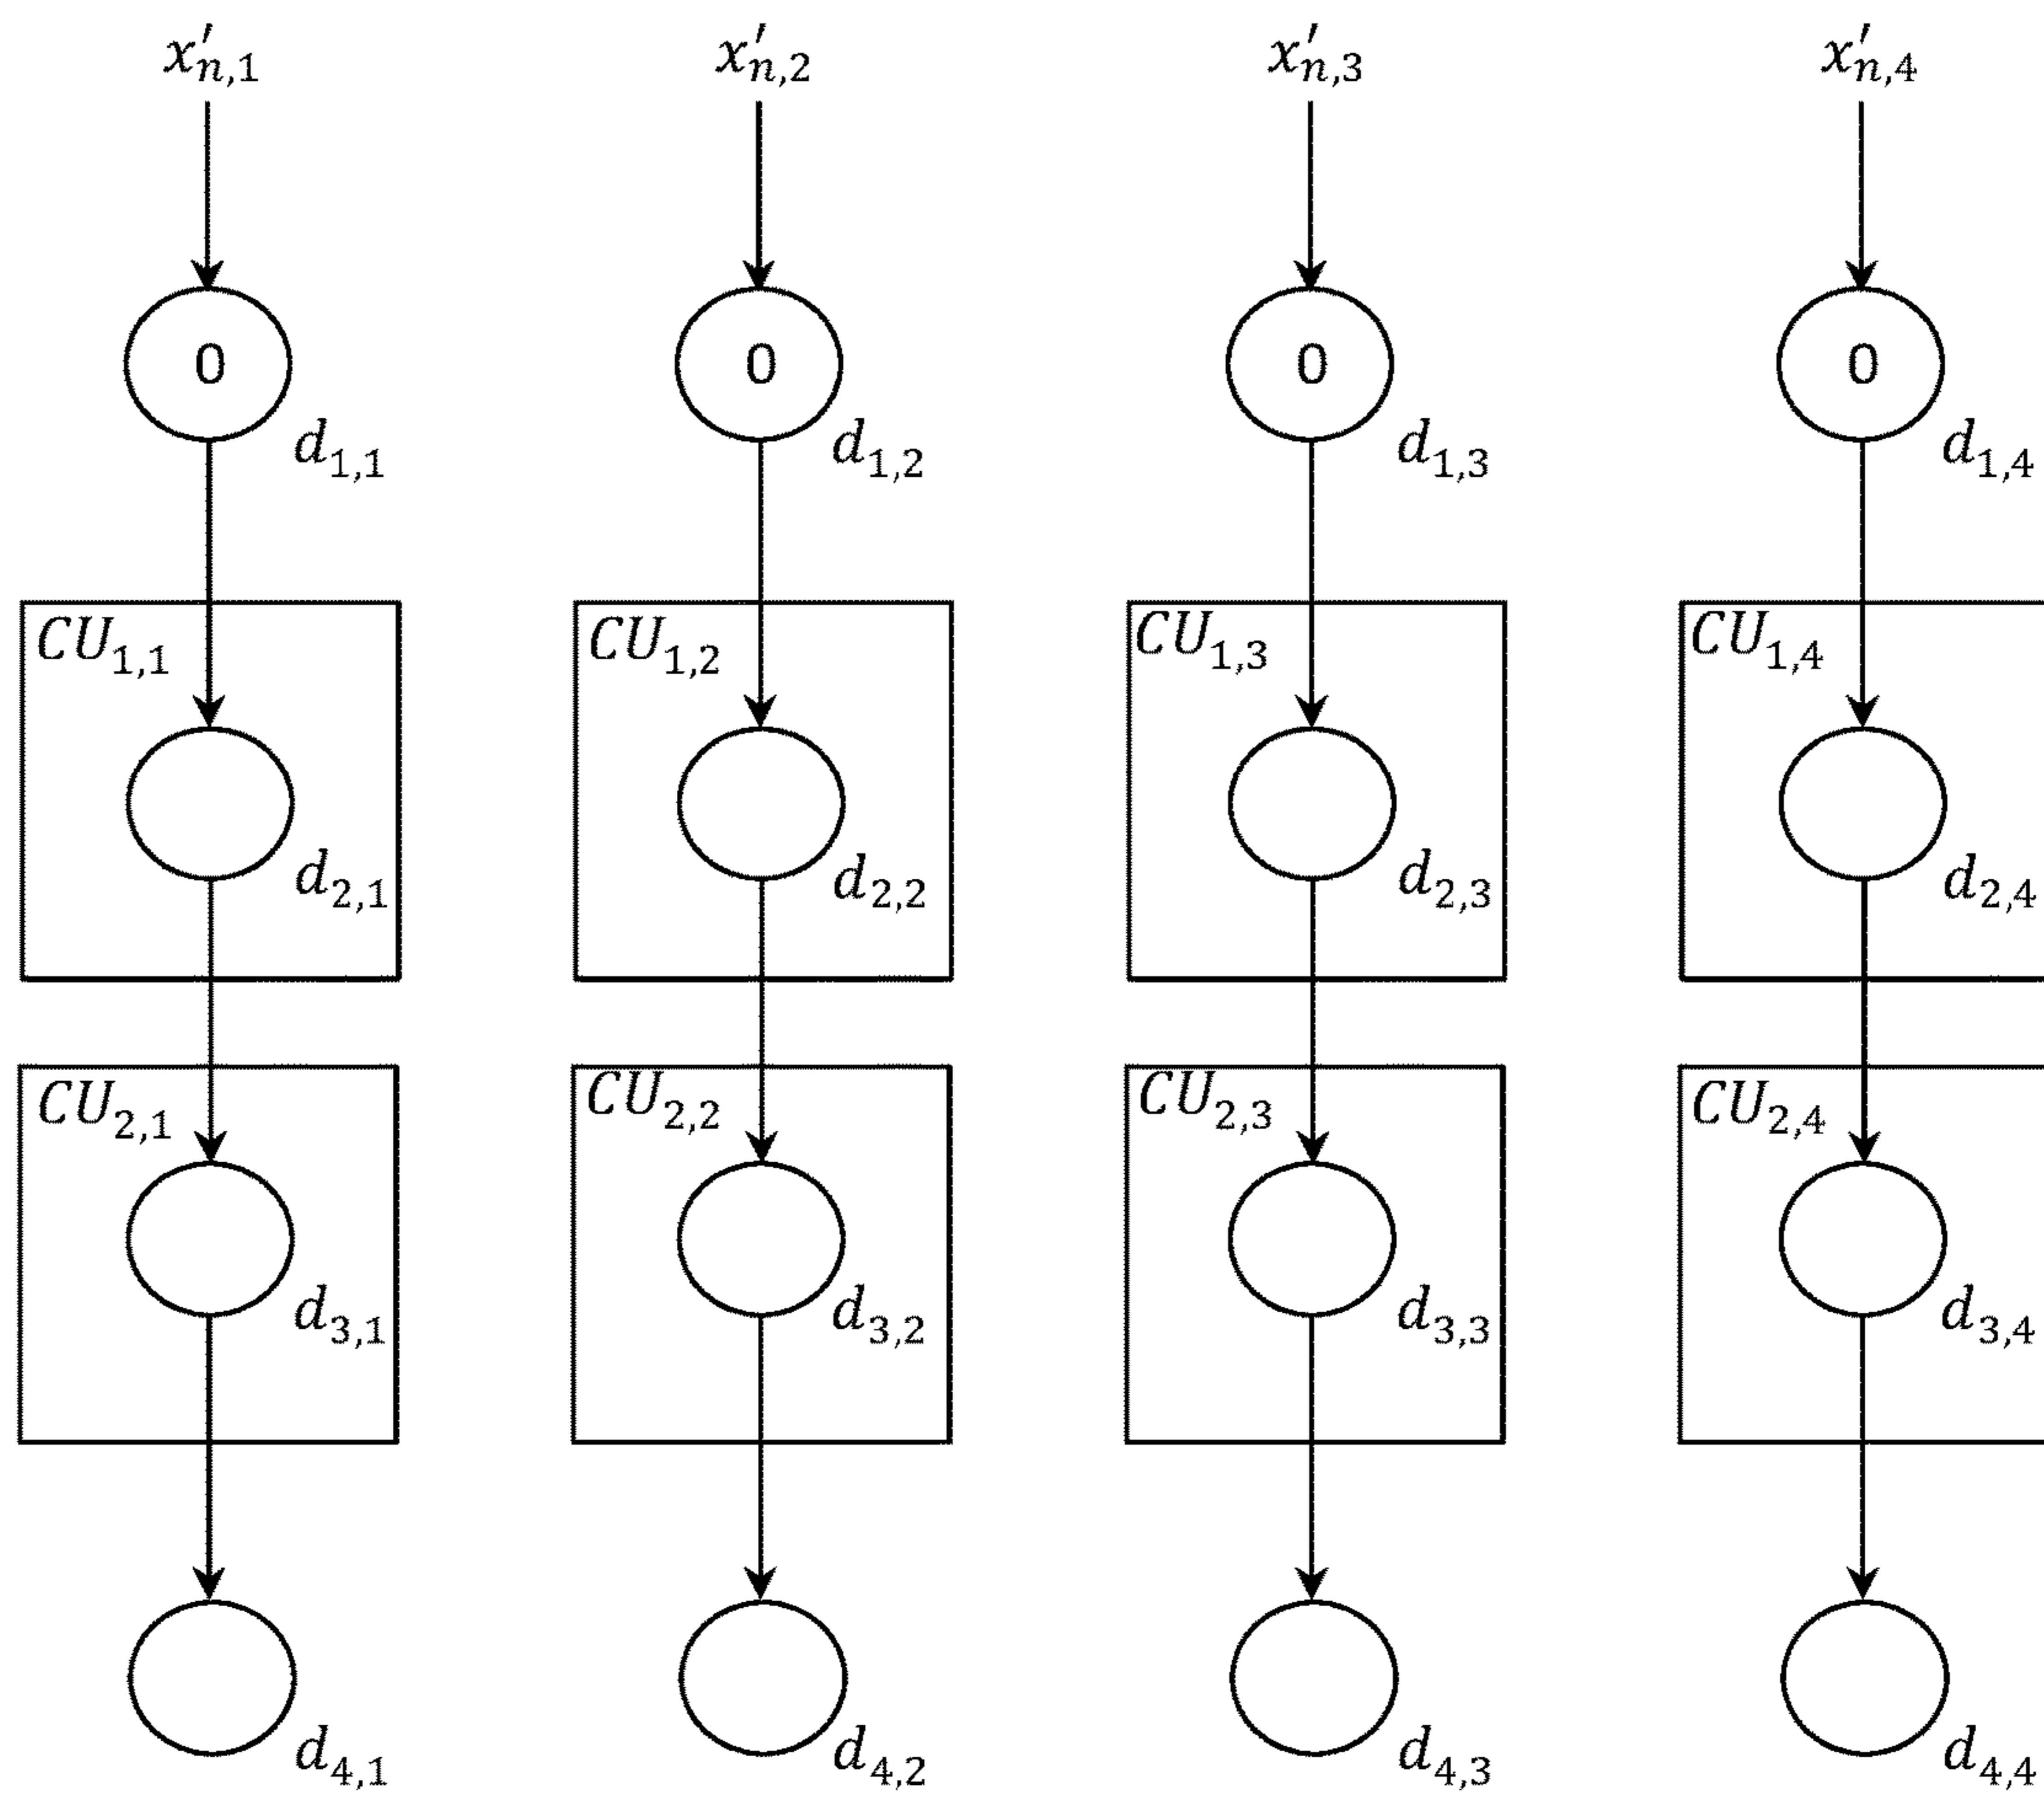 x′n,1 x′n,2 x′n,3 x′n,4
0 0 0 0
d1,1 d1,2 d1,3 d1,4
CU1,1 CU1,2 CU1,3 CU1,4
d2,1 d2,2 d2,3 d2,4
CU2,1 CU2,2 CU2,3 CU2,4
d3,1 d3,2 d3,3 d3,4
d4,1 d4,2 d4,3 d4,4